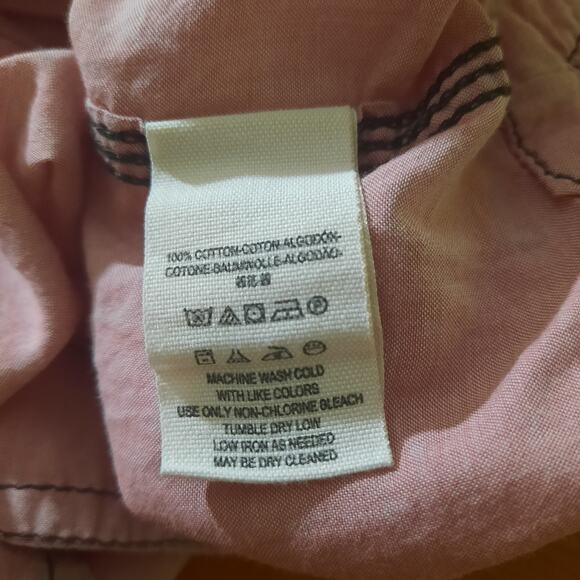 100% COTTON-COTON-ALGODÓN-
COTONE-BAUMWOLLE-ALGODÃO-
MACHINE WASH COLD
WITH LIKE COLORS
USE ONLY NON-CHLORINE BLEACH
TUMBLE DRY LOW
LOW IRON AS NEEDED
MAY BE DRY CLEANED